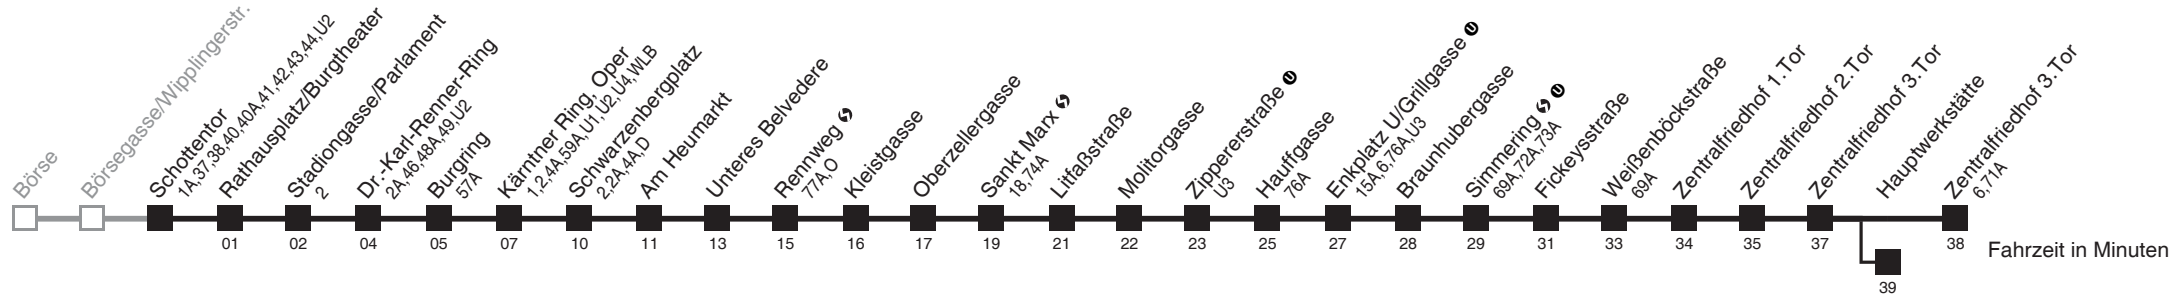 Börse
Börsegasse/Wipplingerstr.
Schottentor
1A,37,38,40,40A,41,42,43,44,U2
Rathausplatz/Burgtheater
Stadiongasse/Parlament
2
Dr.-Karl-Renner-Ring
2A,46,48A,49,U2
Burgring
57A
Kärntner Ring, Oper
1,2,4A,59A,U1,U2,U4,WLB
Schwarzenbergplatz
2,2A,4A,D
Am Heumarkt
Unteres Belvedere
Rennweg S
77A,O
Kleistgasse
Oberzellergasse
Sankt Marx S
18,74A
Litfaßstraße
Molitorgasse
Zippererstraße U
U3
Hauffgasse
76A
Enkplatz U/Grillgasse U
15A,6,76A,U3
Braunhubergasse
Simmering S U
69A,72A,73A
Fickeysstraße
Weißenböckstraße
69A
Zentralfriedhof 1.Tor
Zentralfriedhof 2.Tor
Zentralfriedhof 3.Tor
Hauptwerkstätte
Zentralfriedhof 3.Tor
6,71A
01 02 04 05 07 10 11 13 15 16 17 19 21 22 23 25 27 28 29 31 33 34 35 37 38
Fahrzeit in Minuten
39